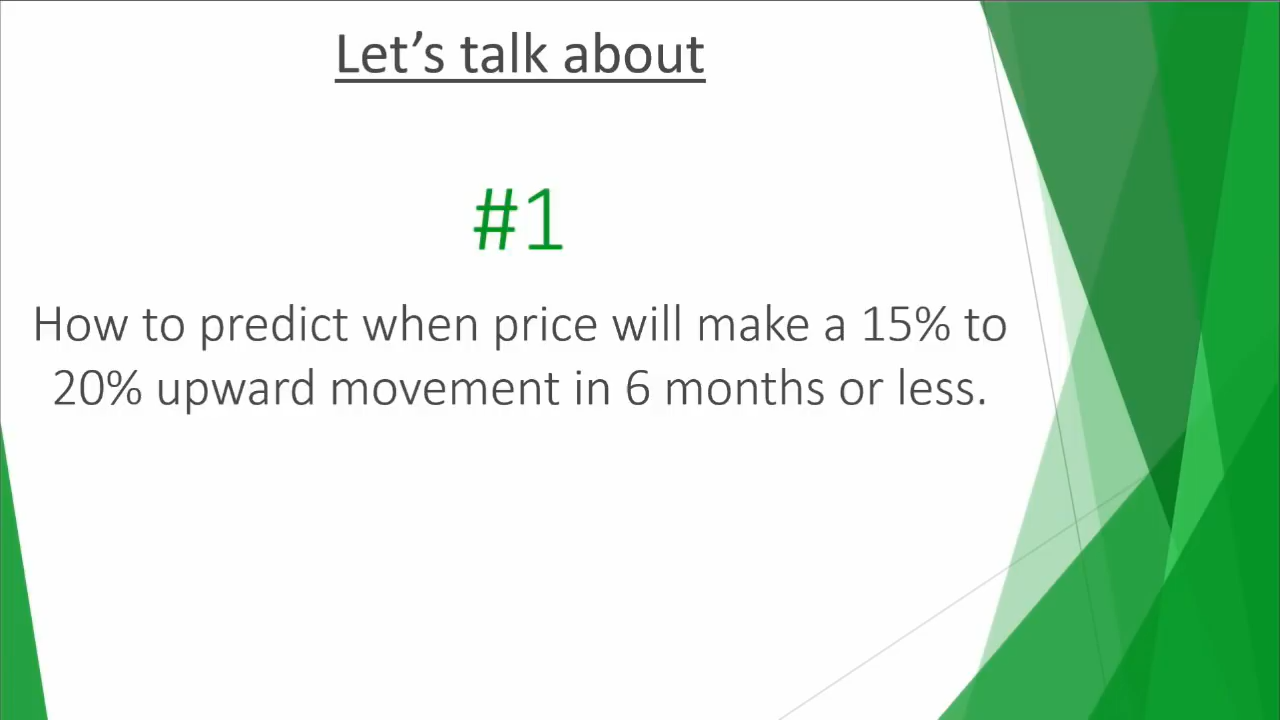 Let’s talk about
#1
How to predict when price will make a 15% to
20% upward movement in 6 months or less.